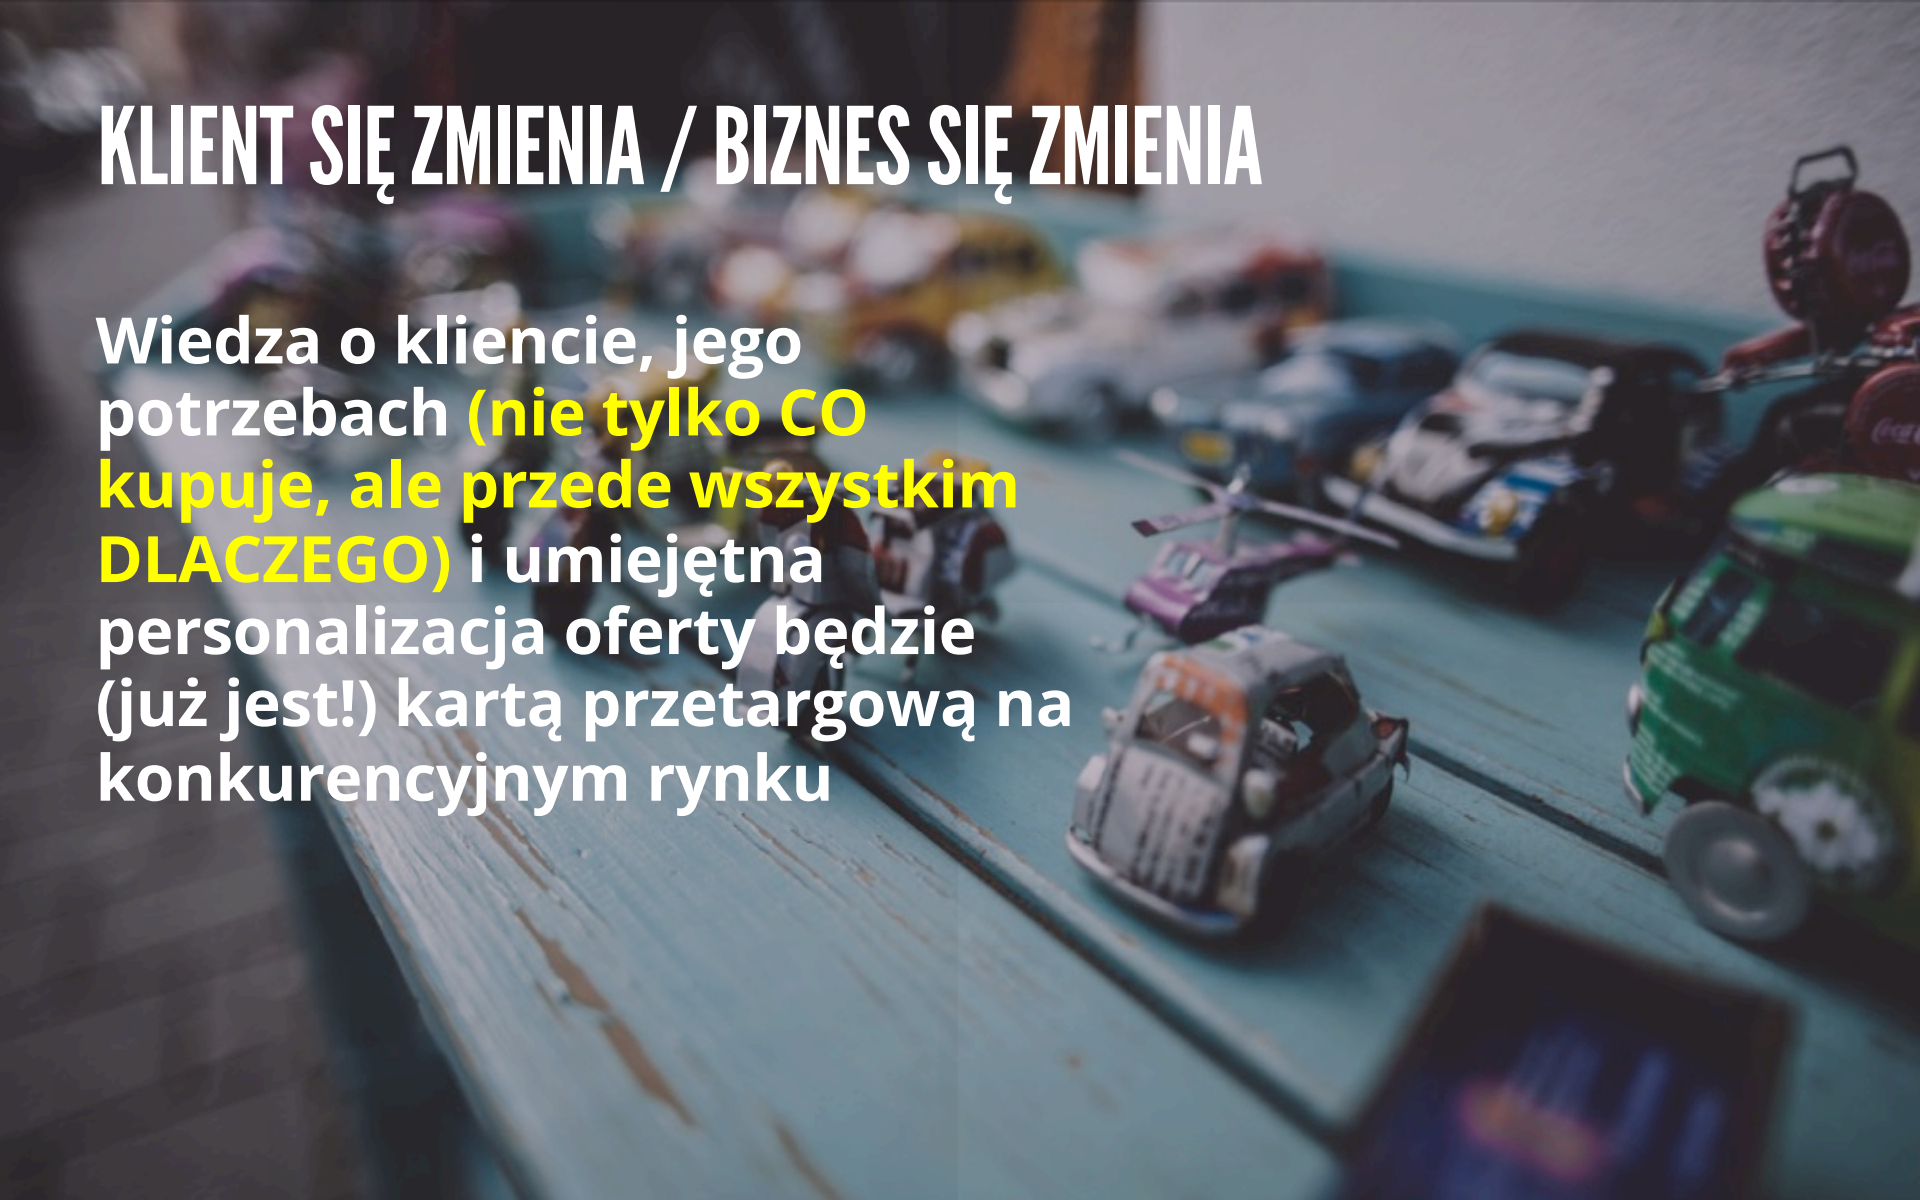 KLIENT SIĘ ZMIENIA / BIZNES SIĘ ZMIENIA
Wiedza o kliencie, jego
potrzebach (nie tylko CO
kupuje, ale przede wszystkim
DLACZEGO) i umiejętna
personalizacja oferty będzie
(już jest!) kartą przetargową na
konkurencyjnym rynku